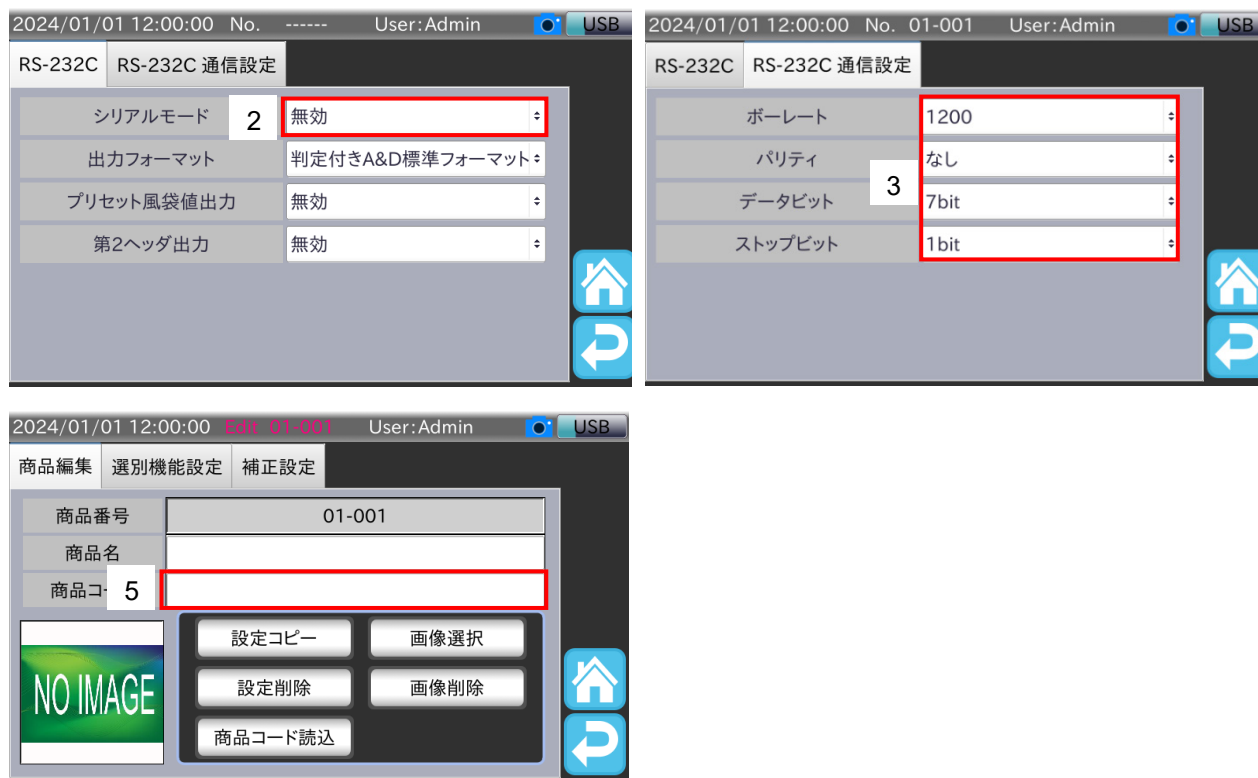 2024/01/01 12:00:00 No. ------ User:Admin USB
RS-232C RS-232C 通信設定
シリアルモード 2 無効
出力フォーマット 判定付きA&D標準フォーマット
プリセット風袋値出力 無効
第2ヘッダ出力 無効
2024/01/01 12:00:00 No. 01-001 User:Admin USB
RS-232C RS-232C 通信設定
ボーレート 1200
パリティ なし
3
データビット 7bit
ストップビット 1bit
2024/01/01 12:00:00 Edit 01-001 User:Admin USB
商品編集 選別機能設定 補正設定
商品番号 01-001
商品名
商品コー 5
設定コピー 画像選択
NO IMAGE 設定削除 画像削除
商品コード読込